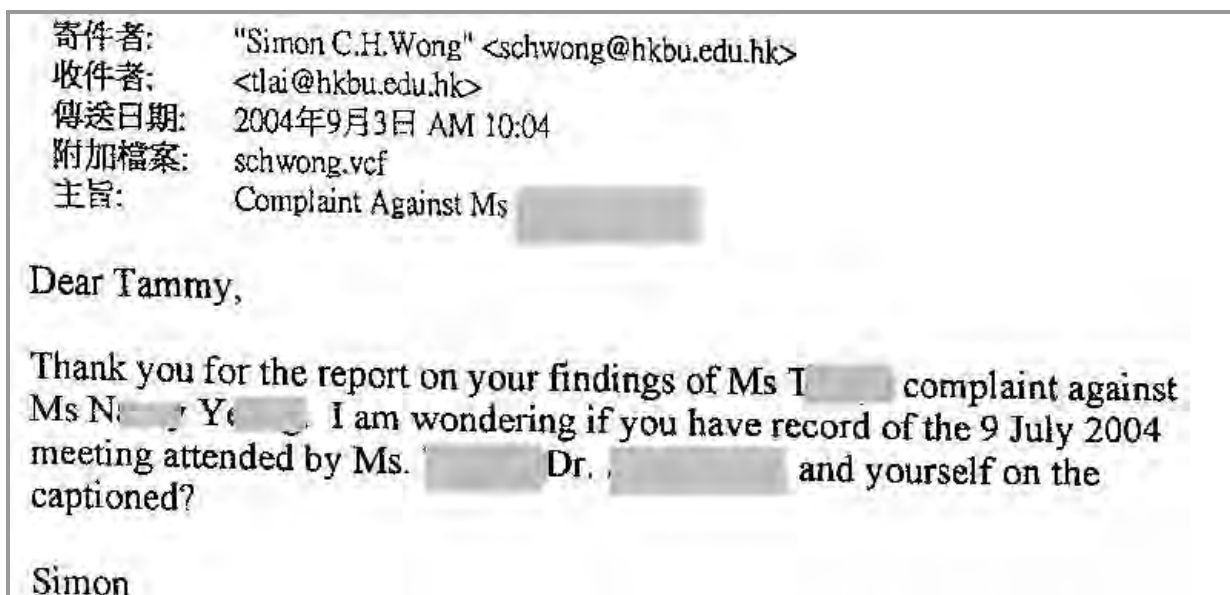 寄件者: "Simon C.H.Wong" <schwong@hkbu.edu.hk>
收件者: <tlai@hkbu.edu.hk>
傳送日期: 2004年9月3日 AM 10:04
附加檔案: schwong.vcf
主旨: Complaint Against Ms
Dear Tammy,
Thank you for the report on your findings of Ms T complaint against
Ms N Ye I am wondering if you have record of the 9 July 2004
meeting attended by Ms. Dr. and yourself on the
captioned?
Simon